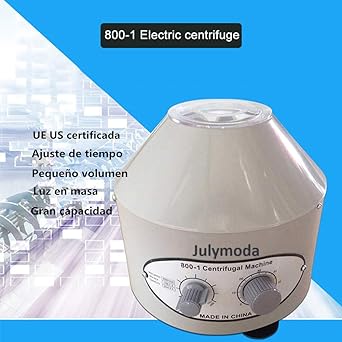 800-1 Electric centrifuge
UE US certificada
Ajuste de tiempo
Pequeño volumen
Luz en masa
Gran capacidad
Julymoda
800-1 Centrifugal Machine
MADE IN CHINA